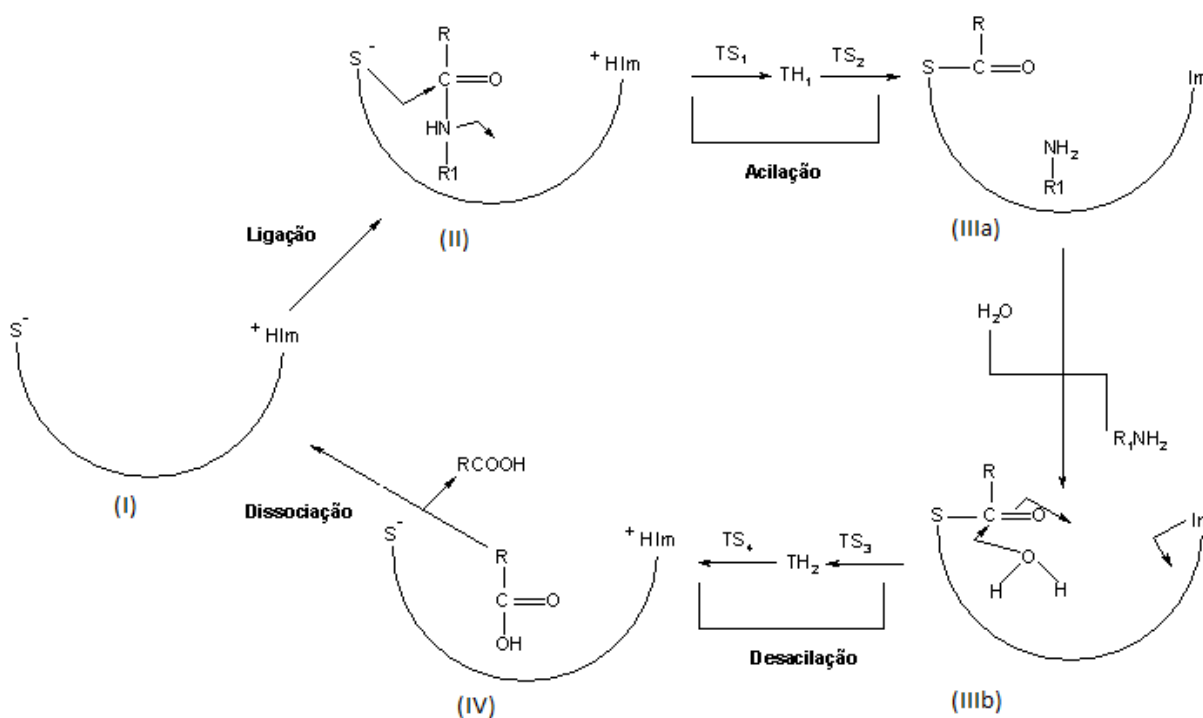 R
S⁻
C
O
HN
R1
⁺HIm
(II)
TS₁
TH₁
TS₂
Acilação
R
S
C
O
Im
NH₂
R1
(IIIa)
Ligação
S⁻
⁺HIm
(I)
H₂O
R₁NH₂
RCOOH
Dissociação
S⁻
R
C
O
OH
⁺HIm
(IV)
TS₄
TH₂
TS₃
Desacilação
R
S
C
O
O
H
H
Im
(IIIb)